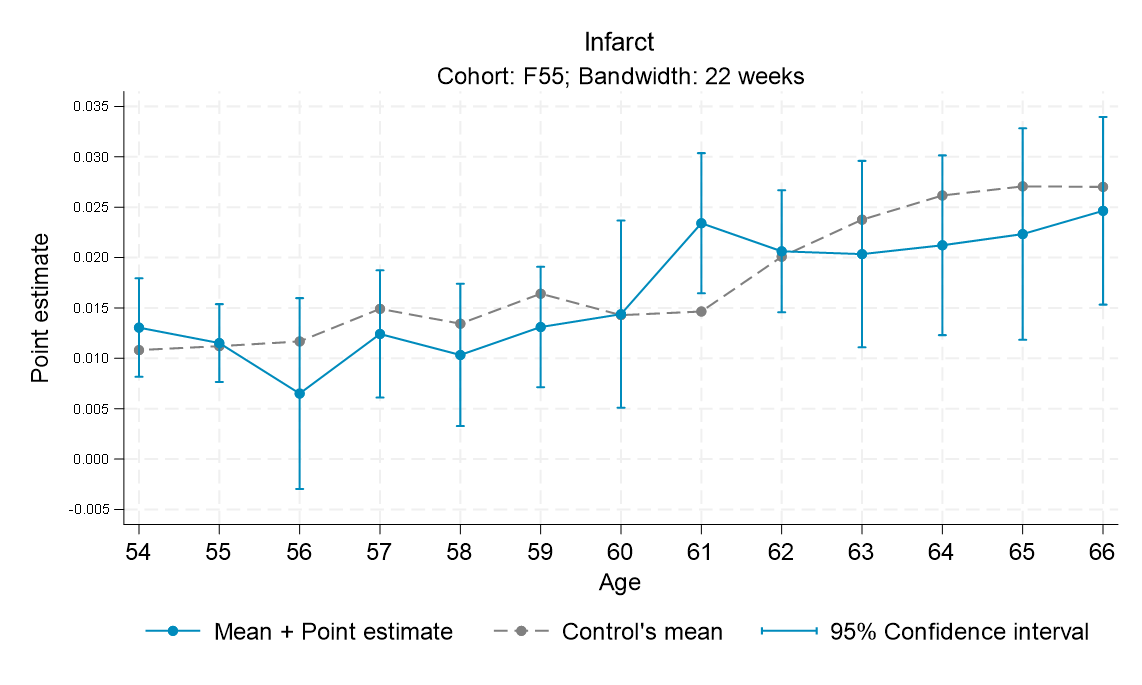 Infarct
Cohort: F55; Bandwidth: 22 weeks
0.035
0.030
0.025
0.020
0.015
0.010
0.005
0.000
-0.005
Point estimate
54 55 56 57 58 59 60 61 62 63 64 65 66
Age
Mean + Point estimate Control's mean 95% Confidence interval